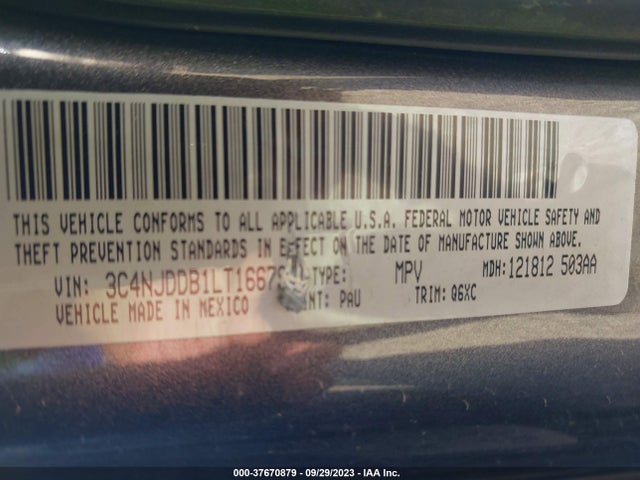 THIS VEHICLE CONFORMS TO ALL APPLICABLE U.S.A. FEDERAL MOTOR VEHICLE SAFETY AND
THEFT PREVENTION STANDARDS IN EFFECT ON THE DATE OF MANUFACTURE SHOWN ABOVE.
VIN: TYPE: MPV MDH: 121812 503AA
VEHICLE MADE IN MEXICO PAU TRIM: Q6XC
000-37670879 - 09/29/2023 - IAA Inc.